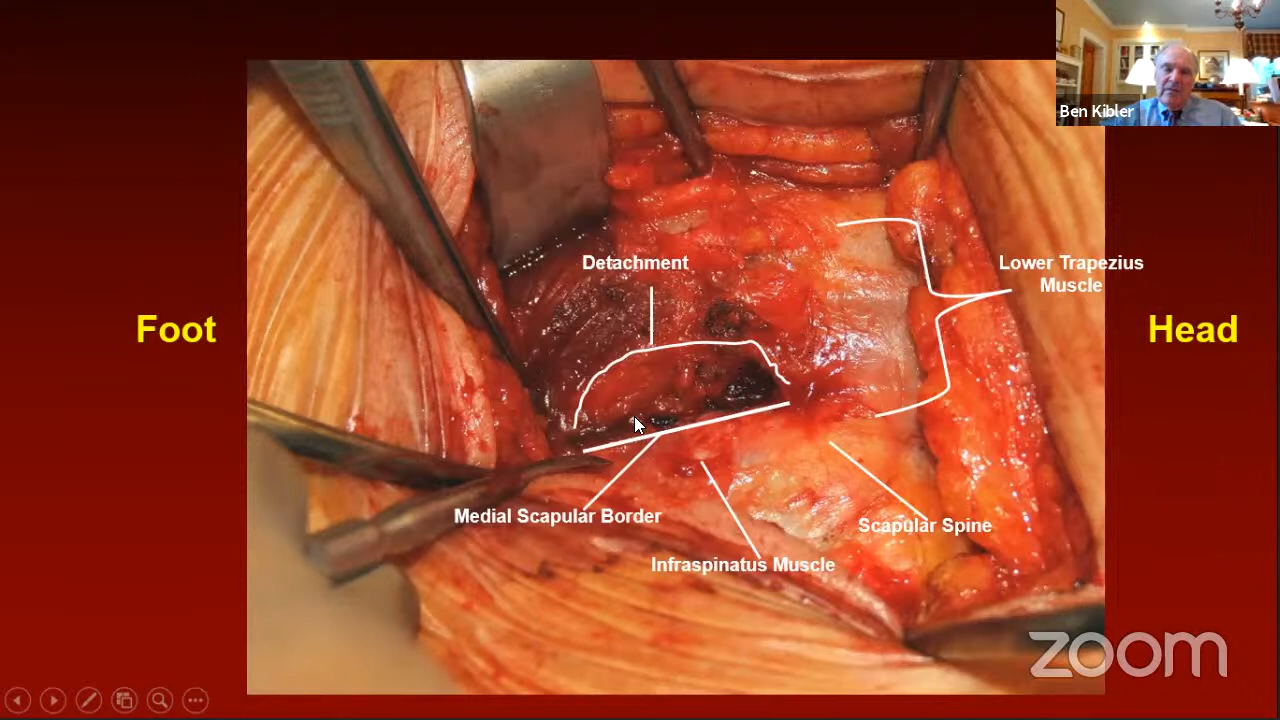 Ben Kibler
Detachment
Lower Trapezius
Muscle
Foot
Head
Medial Scapular Border
Scapular Spine
Infraspinatus Muscle
zoom